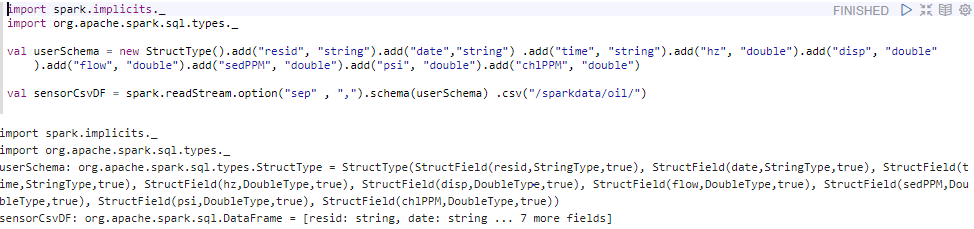 import spark.implicits._
FINISHED
import org.apache.spark.sql.types._
val userSchema = new StructType().add("resid", "string").add("date","string") .add("time", "string").add("hz", "double").add("disp", "double"
).add("flow", "double").add("sedPPM", "double").add("psi", "double").add("chlPPM", "double")
val sensorCsvDF = spark.readStream.option("sep" , ",").schema(userSchema) .csv("/sparkdata/oil/")
import spark.implicits._
import org.apache.spark.sql.types._
userSchema: org.apache.spark.sql.types.StructType = StructType(StructField(resid,StringType,true), StructField(date,StringType,true), StructField(t
ime,StringType,true), StructField(hz,DoubleType,true), StructField(disp,DoubleType,true), StructField(flow,DoubleType,true), StructField(sedPPM,Dou
bleType,true), StructField(psi,DoubleType,true), StructField(chlPPM,DoubleType,true))
sensorCsvDF: org.apache.spark.sql.DataFrame = [resid: string, date: string ... 7 more fields]